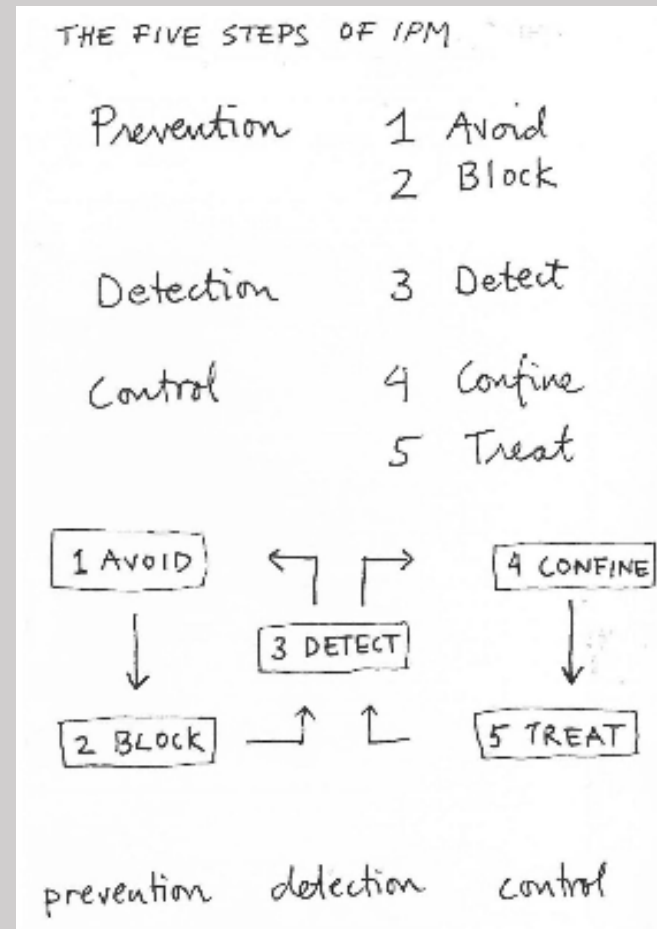 THE FIVE STEPS OF IPM
Prevention 1 Avoid
2 Block
Detection 3 Detect
Control 4 Confine
5 Treat
1 AVOID 4 CONFINE
3 DETECT
2 BLOCK 5 TREAT
prevention detection control